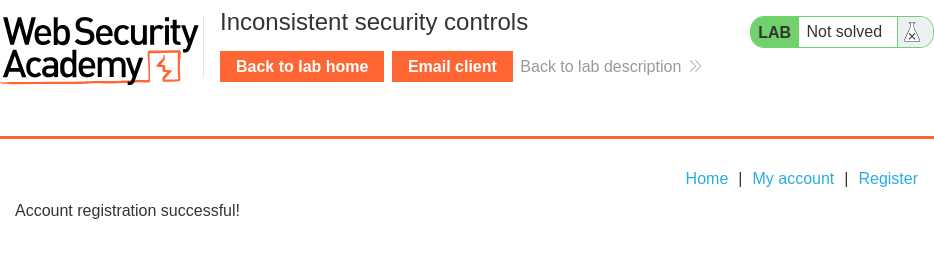 Web Security
Academy
Inconsistent security controls
Back to lab home
Email client
Back to lab description
LAB
Not solved
Home | My account | Register
Account registration successful!